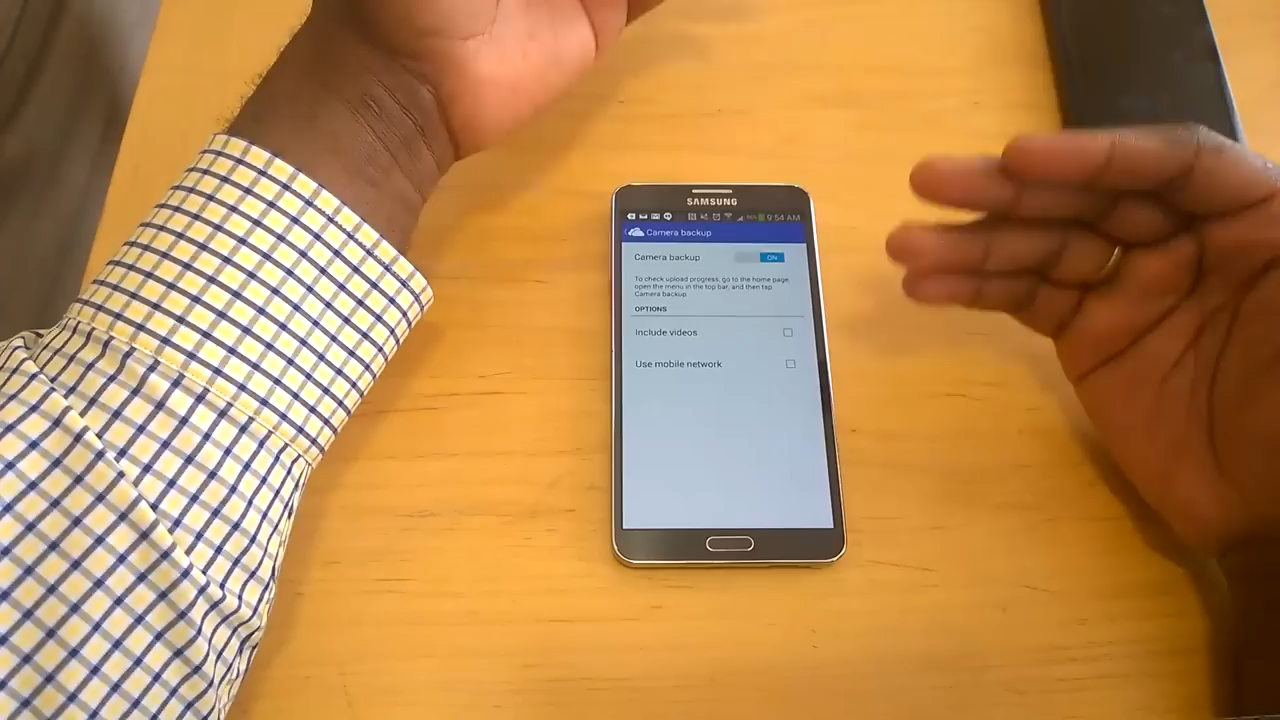 SAMSUNG
9:54 AM
Camera backup
Camera backup ON
To check upload progress, go to the home page,
open the menu in the top bar, and then tap
Camera backup.
OPTIONS
Include videos
Use mobile network